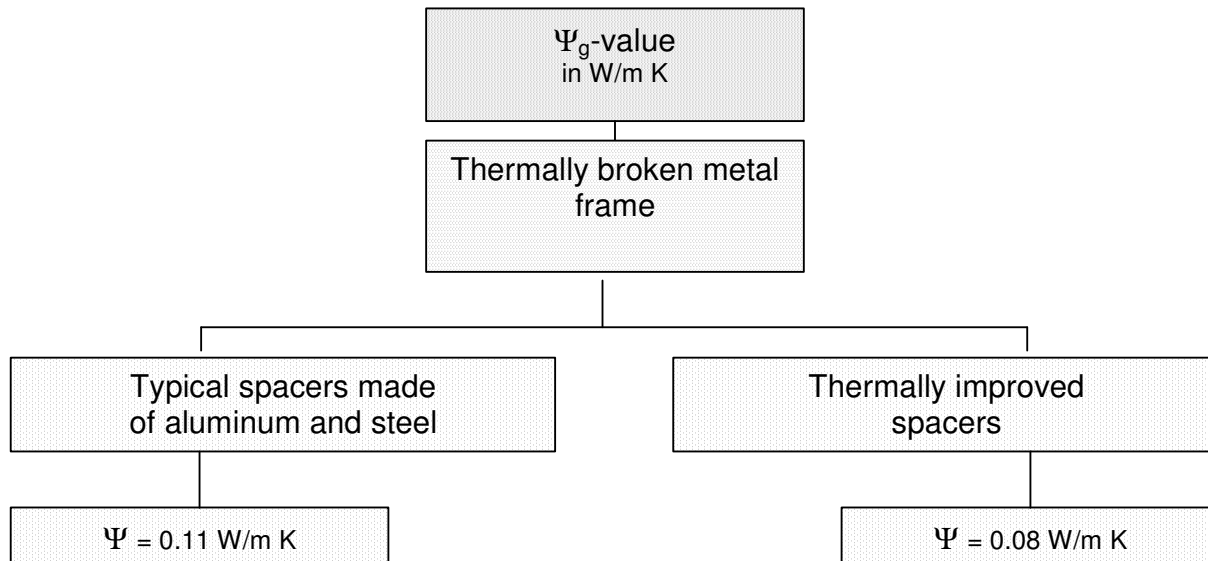 Ψg-value
in W/m K
Thermally broken metal
frame
Typical spacers made
of aluminum and steel
Thermally improved
spacers
Ψ = 0.11 W/m K
Ψ = 0.08 W/m K